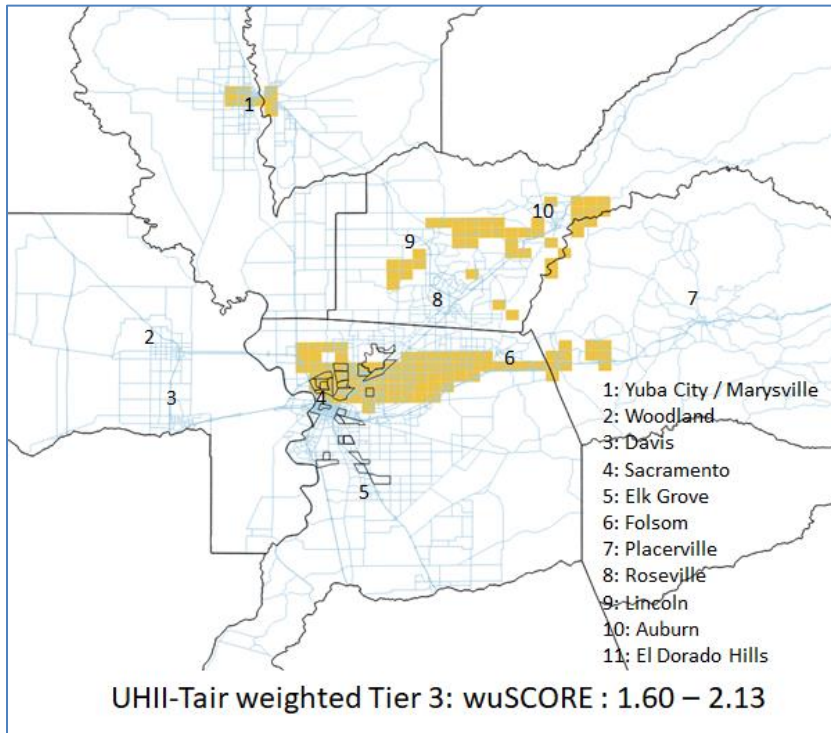 1
10
9
8
7
2
6
3
4
5
1: Yuba City / Marysville
2: Woodland
3: Davis
4: Sacramento
5: Elk Grove
6: Folsom
7: Placerville
8: Roseville
9: Lincoln
10: Auburn
11: El Dorado Hills
UHII-Tair weighted Tier 3: wuSCORE : 1.60 – 2.13